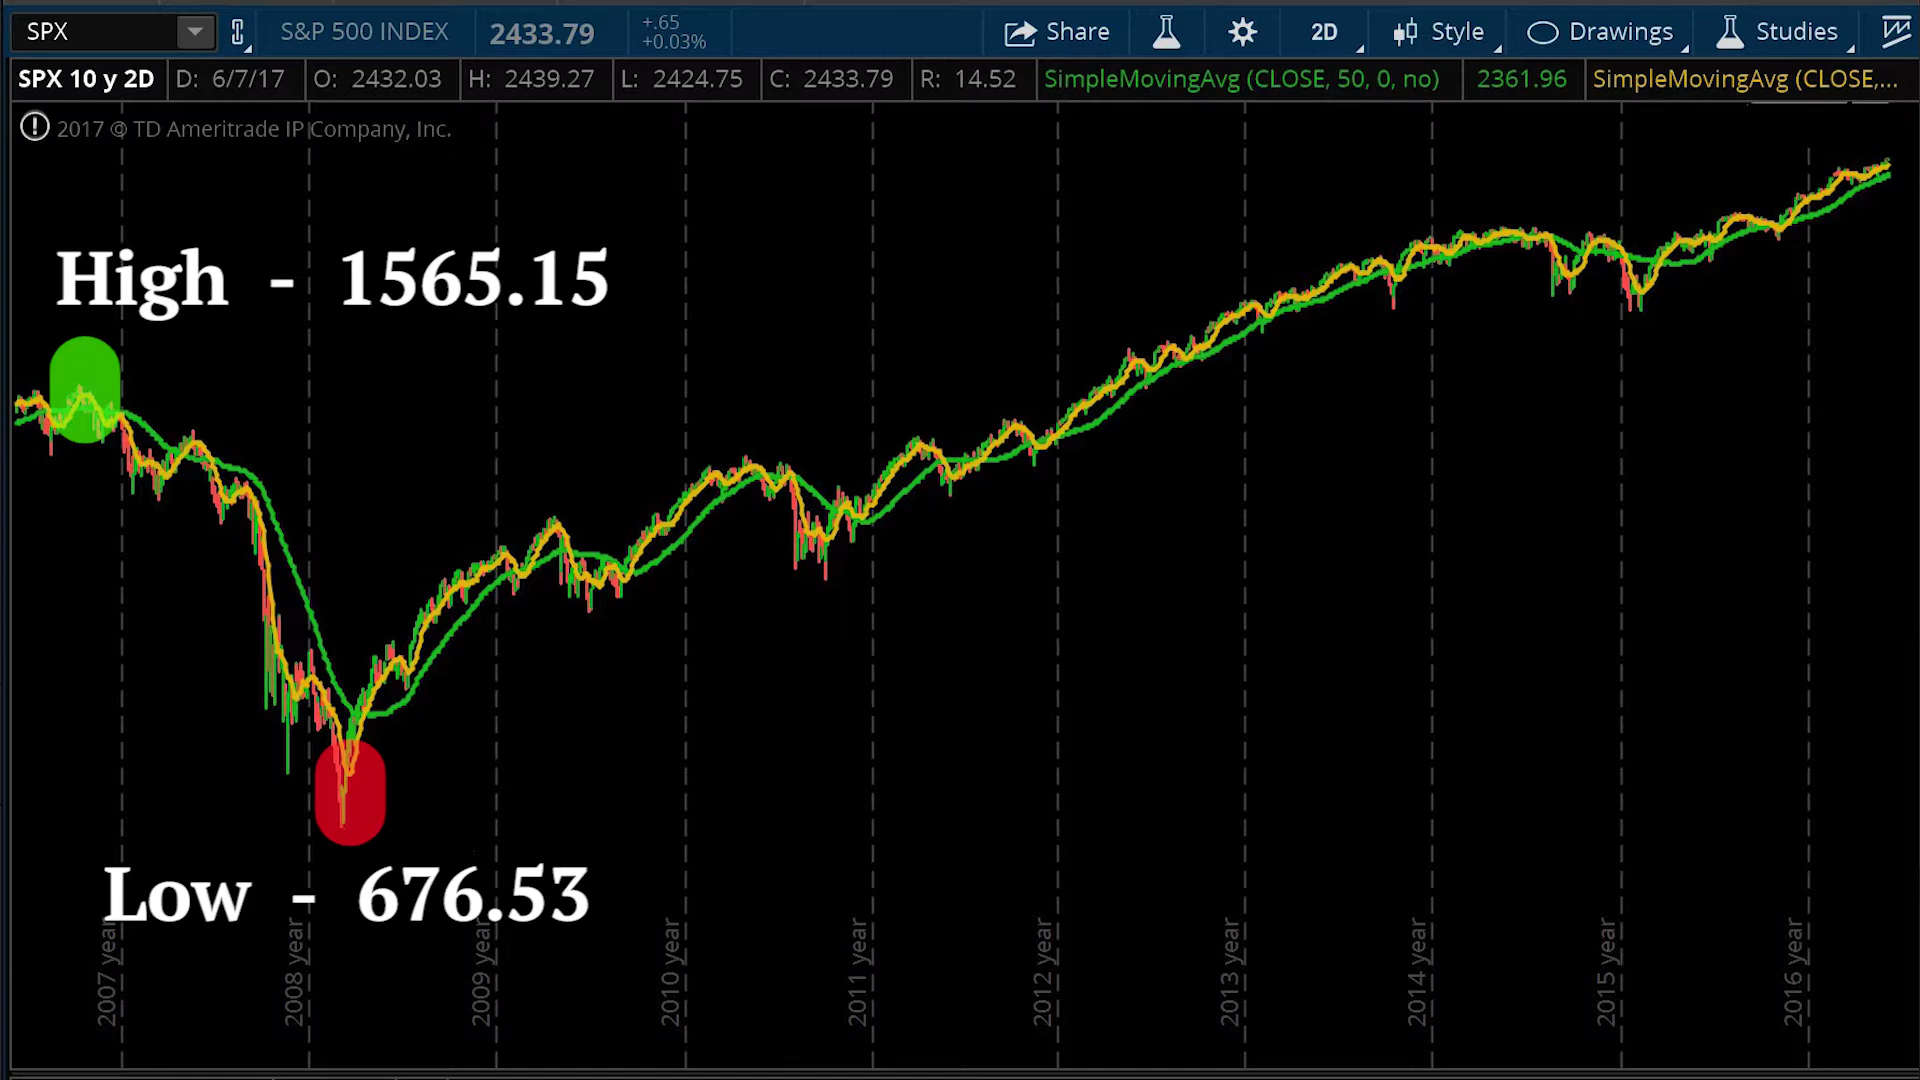 SPX S&P 500 INDEX 2433.79 +.65 +0.03% Share 2D Style Drawings Studies
SPX 10 y 2D D: 6/7/17 O: 2432.03 H: 2439.27 L: 2424.75 C: 2433.79 R: 14.52 SimpleMovingAvg (CLOSE, 50, 0, no) 2361.96 SimpleMovingAvg (CLOSE,...
2017 © TD Ameritrade IP Company, Inc.
High - 1565.15
Low - 676.53
2007 year
2008 year
2009 year
2010 year
2011 year
2012 year
2013 year
2014 year
2015 year
2016 year